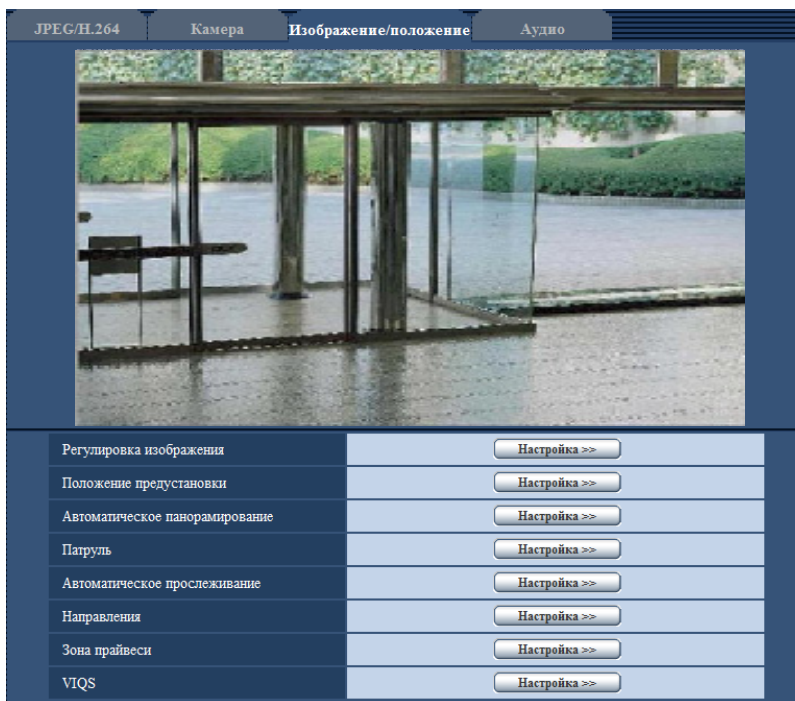 JPEG/H.264 Камера Изображение/положение Аудио
Регулировка изображения Настройка >>
Положение предустановки Настройка >>
Автоматическое панорамирование Настройка >>
Патруль Настройка >>
Автоматическое прослеживание Настройка >>
Направления Настройка >>
Зона прайвеси Настройка >>
VIQS Настройка >>